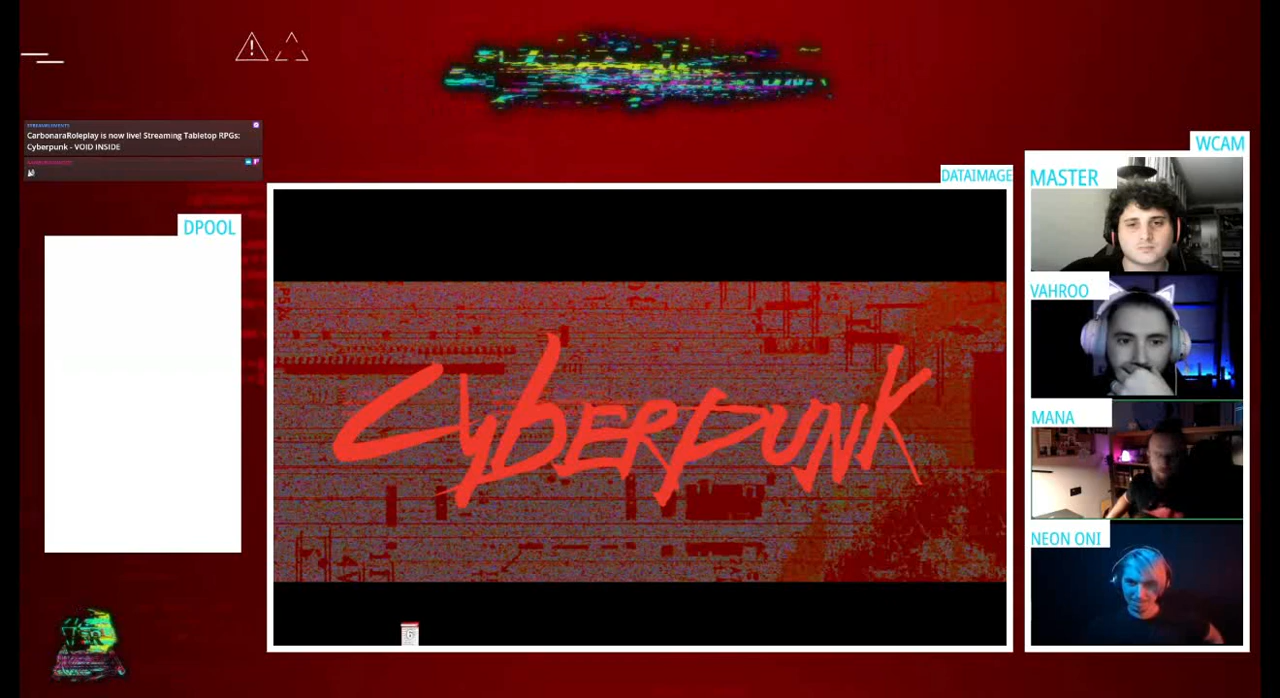 CarbonaraRoleplay is now live! Streaming Tabletop RPGs:
Cyberpunk - VOID INSIDE
DPOOL
DATAIMAGE
CYBERPUNK
WCAM
MASTER
VAHROO
MANA
NEON ONI